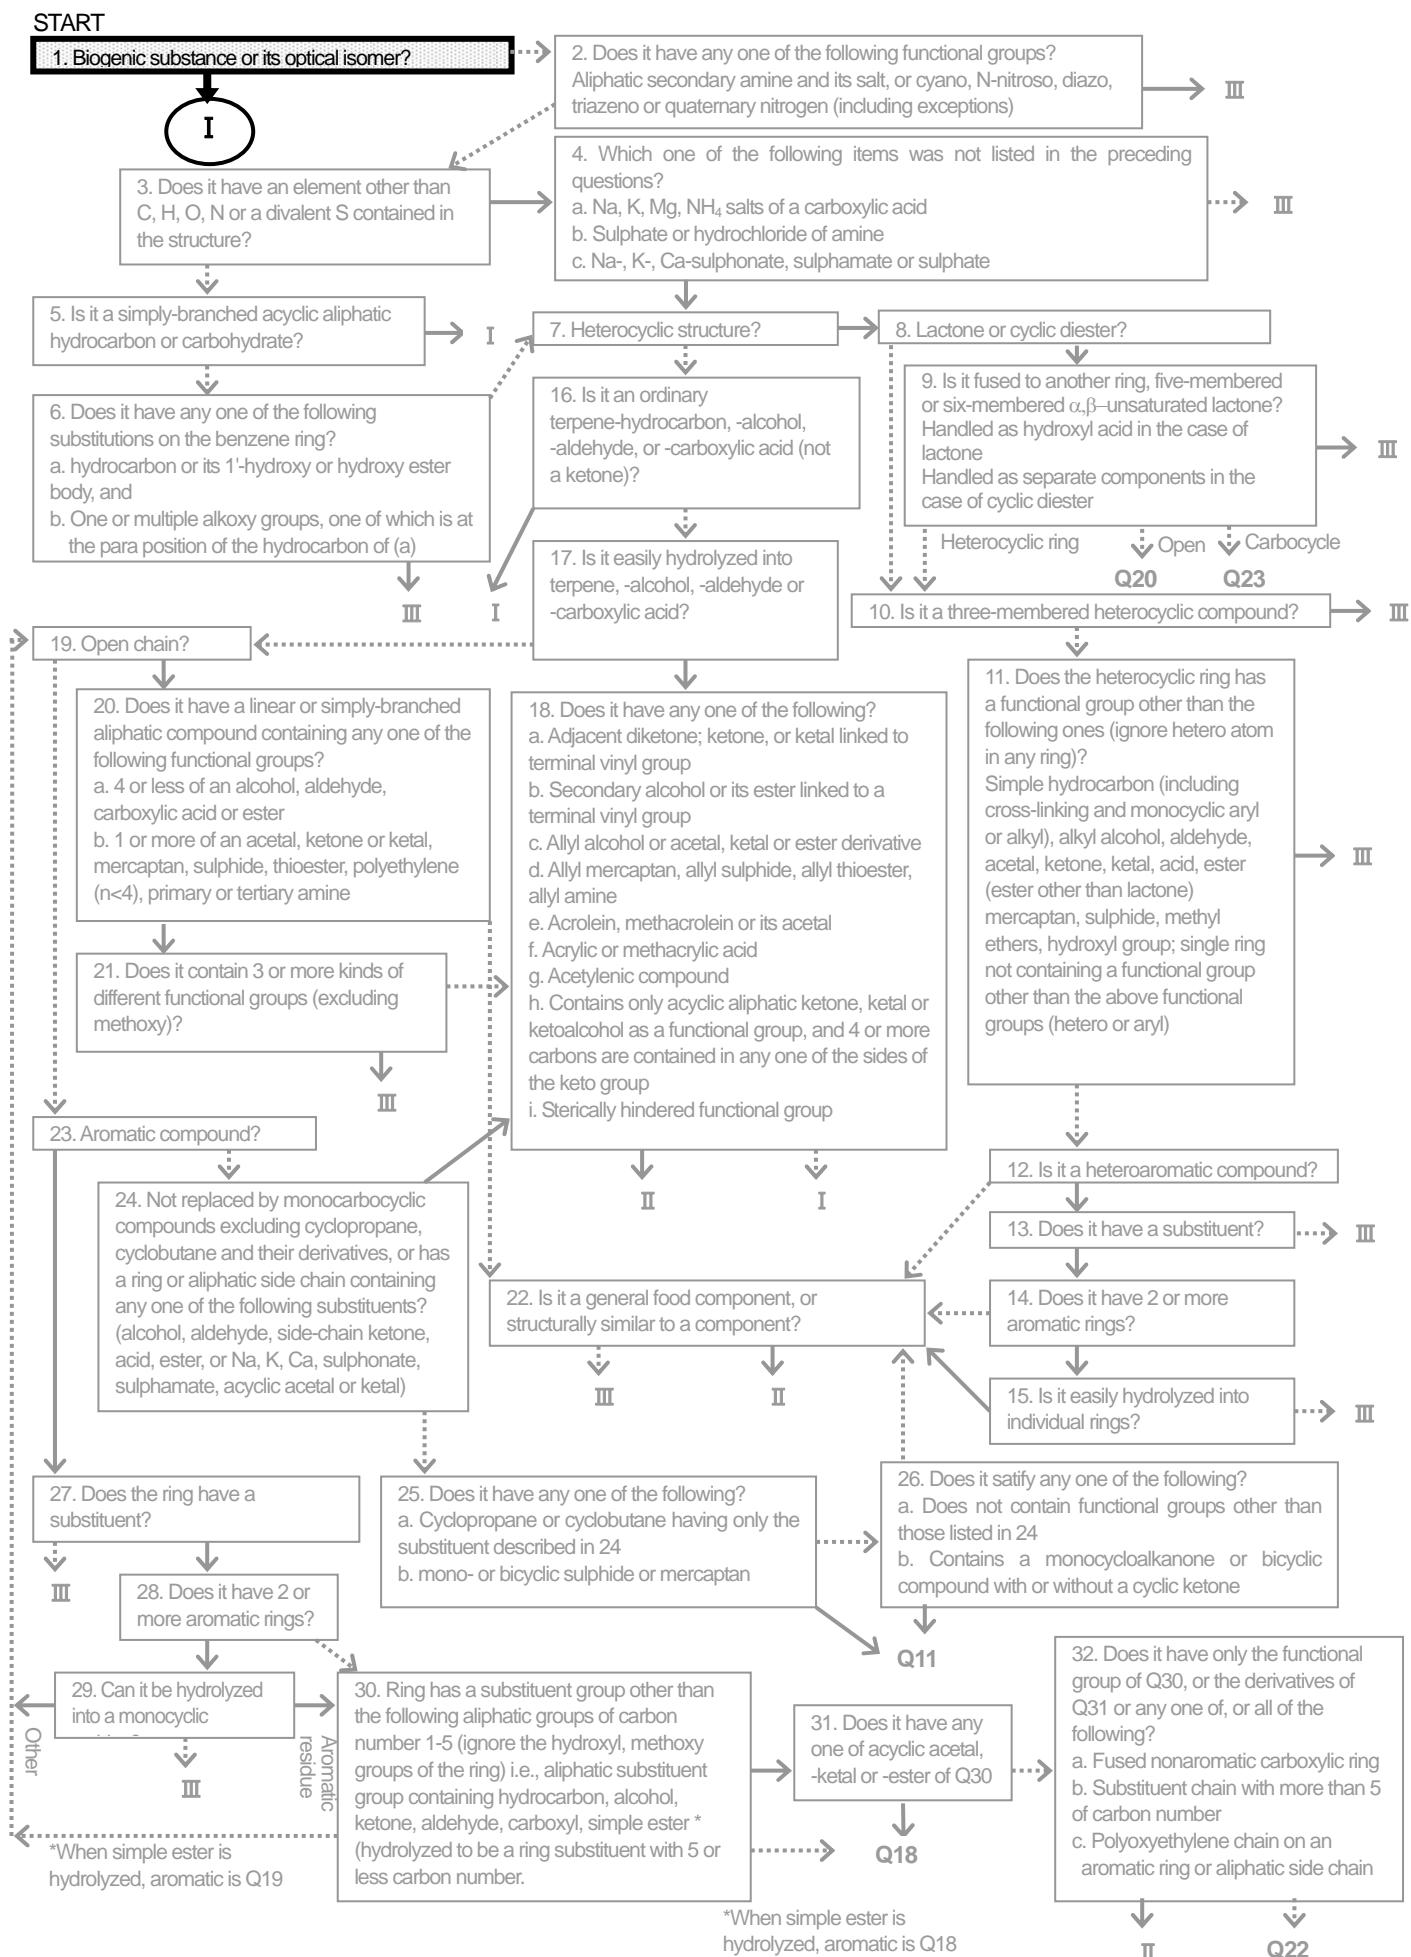 START
1. Biogenic substance or its optical isomer?
I
2. Does it have any one of the following functional groups?
Aliphatic secondary amine and its salt, or cyano, N-nitroso, diazo,
triazeno or quaternary nitrogen (including exceptions)
III
3. Does it have an element other than
C, H, O, N or a divalent S contained in
the structure?
4. Which one of the following items was not listed in the preceding
questions?
a. Na, K, Mg, NH₄ salts of a carboxylic acid
b. Sulphate or hydrochloride of amine
c. Na-, K-, Ca-sulphonate, sulphamate or sulphate
III
5. Is it a simply-branched acyclic aliphatic
hydrocarbon or carbohydrate?
I
7. Heterocyclic structure?
8. Lactone or cyclic diester?
6. Does it have any one of the following
substitutions on the benzene ring?
a. hydrocarbon or its 1'-hydroxy or hydroxy ester
body, and
b. One or multiple alkoxy groups, one of which is at
the para position of the hydrocarbon of (a)
III
16. Is it an ordinary
terpene-hydrocarbon, -alcohol,
-aldehyde, or -carboxylic acid (not
a ketone)?
I
9. Is it fused to another ring, five-membered
or six-membered α,β–unsaturated lactone?
Handled as hydroxyl acid in the case of
lactone
Handled as separate components in the
case of cyclic diester
III
Heterocyclic ring
Open
Carbocycle
Q20
Q23
17. Is it easily hydrolyzed into
terpene, -alcohol, -aldehyde or
-carboxylic acid?
10. Is it a three-membered heterocyclic compound?
III
19. Open chain?
20. Does it have a linear or simply-branched
aliphatic compound containing any one of the
following functional groups?
a. 4 or less of an alcohol, aldehyde,
carboxylic acid or ester
b. 1 or more of an acetal, ketone or ketal,
mercaptan, sulphide, thioester, polyethylene
(n<4), primary or tertiary amine
18. Does it have any one of the following?
a. Adjacent diketone; ketone, or ketal linked to
terminal vinyl group
b. Secondary alcohol or its ester linked to a
terminal vinyl group
c. Allyl alcohol or acetal, ketal or ester derivative
d. Allyl mercaptan, allyl sulphide, allyl thioester,
allyl amine
e. Acrolein, methacrolein or its acetal
f. Acrylic or methacrylic acid
g. Acetylenic compound
h. Contains only acyclic aliphatic ketone, ketal or
ketoalcohol as a functional group, and 4 or more
carbons are contained in any one of the sides of
the keto group
i. Sterically hindered functional group
II
I
11. Does the heterocyclic ring has
a functional group other than the
following ones (ignore hetero atom
in any ring)?
Simple hydrocarbon (including
cross-linking and monocyclic aryl
or alkyl), alkyl alcohol, aldehyde,
acetal, ketone, ketal, acid, ester
(ester other than lactone)
mercaptan, sulphide, methyl
ethers, hydroxyl group; single ring
not containing a functional group
other than the above functional
groups (hetero or aryl)
III
21. Does it contain 3 or more kinds of
different functional groups (excluding
methoxy)?
III
23. Aromatic compound?
12. Is it a heteroaromatic compound?
13. Does it have a substituent?
III
24. Not replaced by monocarbocyclic
compounds excluding cyclopropane,
cyclobutane and their derivatives, or has
a ring or aliphatic side chain containing
any one of the following substituents?
(alcohol, aldehyde, side-chain ketone,
acid, ester, or Na, K, Ca, sulphonate,
sulphamate, acyclic acetal or ketal)
22. Is it a general food component, or
structurally similar to a component?
III
II
14. Does it have 2 or more
aromatic rings?
15. Is it easily hydrolyzed into
individual rings?
III
27. Does the ring have a
substituent?
III
25. Does it have any one of the following?
a. Cyclopropane or cyclobutane having only the
substituent described in 24
b. mono- or bicyclic sulphide or mercaptan
26. Does it satify any one of the following?
a. Does not contain functional groups other than
those listed in 24
b. Contains a monocycloalkanone or bicyclic
compound with or without a cyclic ketone
Q11
28. Does it have 2 or
more aromatic rings?
29. Can it be hydrolyzed
into a monocyclic
III
Other
Aromatic
residue
30. Ring has a substituent group other than
the following aliphatic groups of carbon
number 1-5 (ignore the hydroxyl, methoxy
groups of the ring) i.e., aliphatic substituent
group containing hydrocarbon, alcohol,
ketone, aldehyde, carboxyl, simple ester *
(hydrolyzed to be a ring substituent with 5 or
less carbon number.
31. Does it have any
one of acyclic acetal,
-ketal or -ester of Q30
Q18
32. Does it have only the functional
group of Q30, or the derivatives of
Q31 or any one of, or all of the
following?
a. Fused nonaromatic carboxylic ring
b. Substituent chain with more than 5
of carbon number
c. Polyoxyethylene chain on an
aromatic ring or aliphatic side chain
II
Q22
*When simple ester is
hydrolyzed, aromatic is Q19
*When simple ester is
hydrolyzed, aromatic is Q18